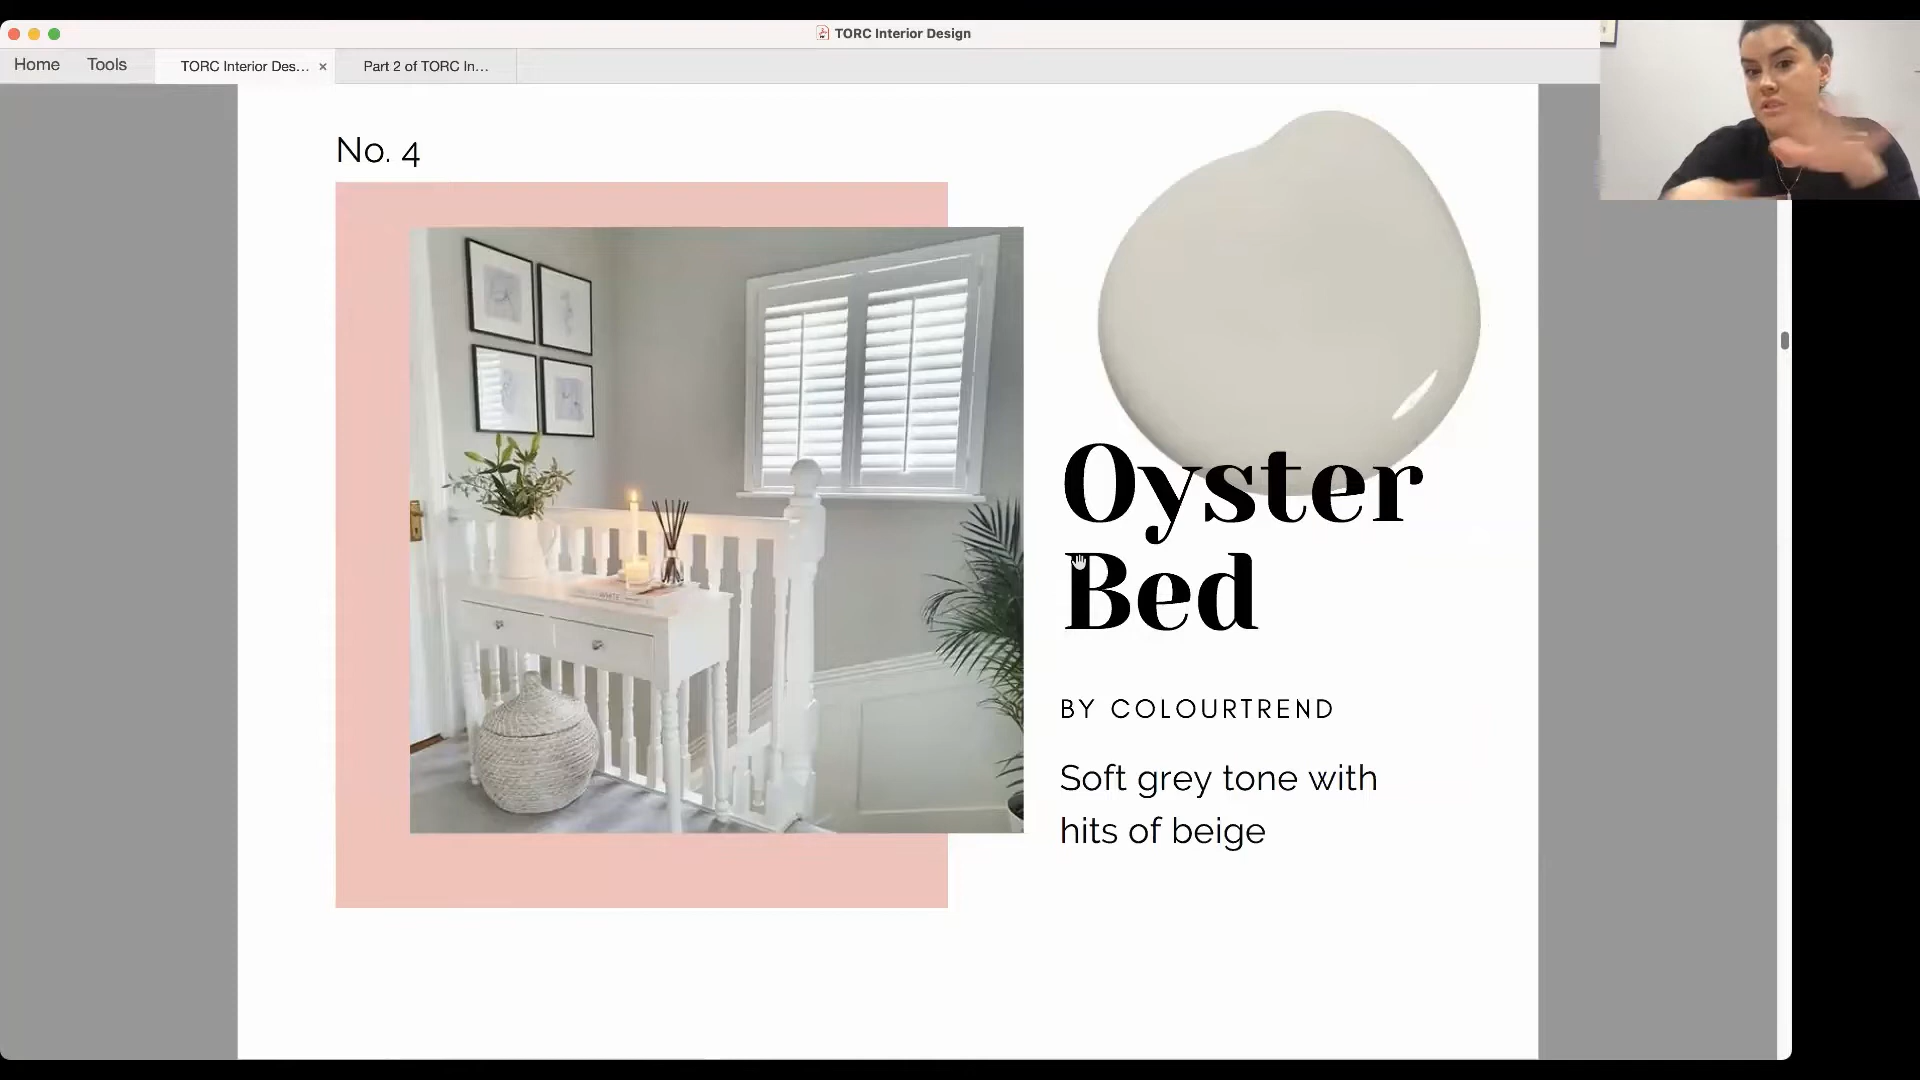 TORC Interior Design
Home
Tools
TORC Interior Des...
Part 2 of TORC In...
No. 4
WHITE
Oyster
Bed
BY COLOURTREND
Soft grey tone with
hits of beige